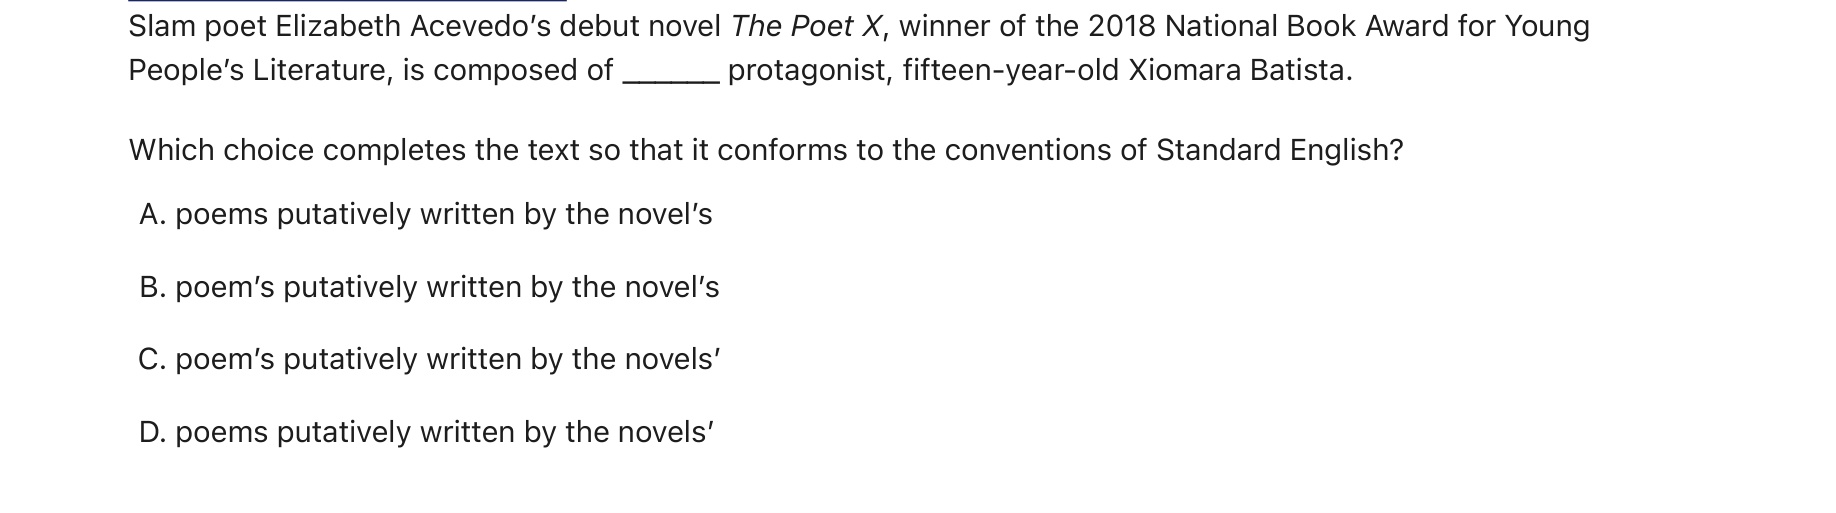 Slam poet Elizabeth Acevedo’s debut novel The Poet X, winner of the 2018 National Book Award for Young
People’s Literature, is composed of ______ protagonist, fifteen-year-old Xiomara Batista.
Which choice completes the text so that it conforms to the conventions of Standard English?
A. poems putatively written by the novel’s
B. poem’s putatively written by the novel’s
C. poem’s putatively written by the novels’
D. poems putatively written by the novels’